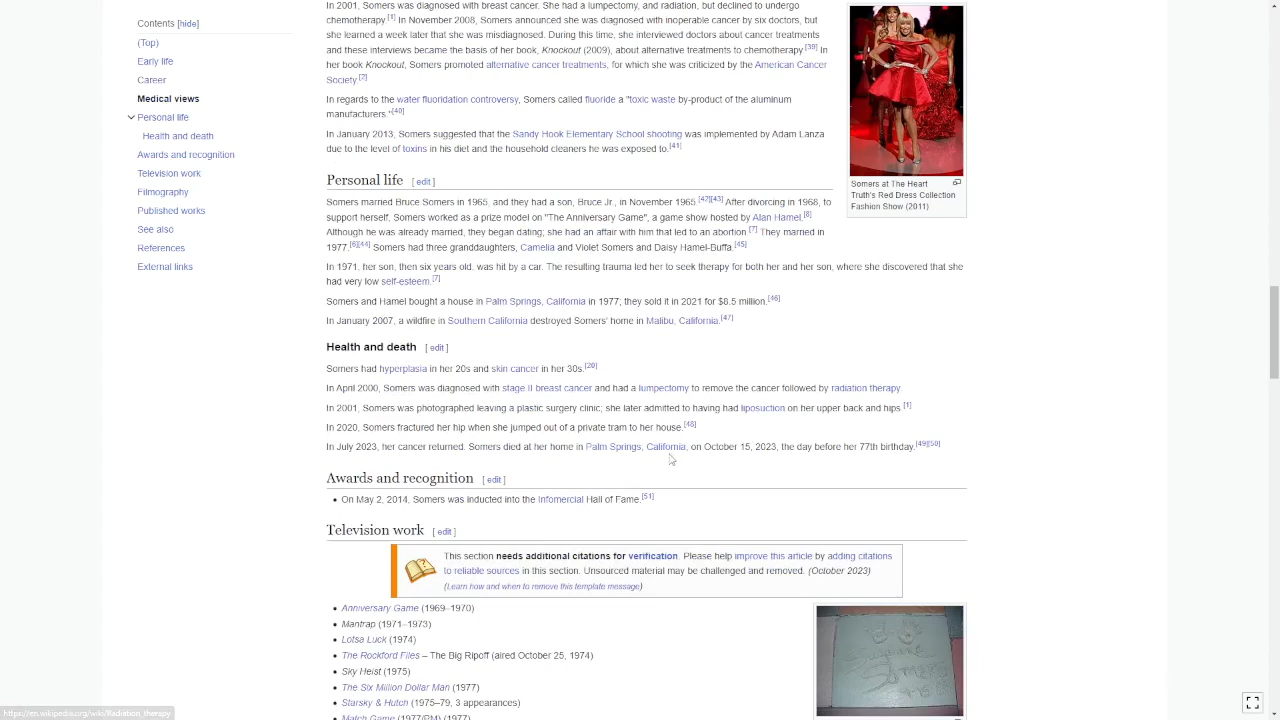 Contents [hide]
(Top)
Early life
Career
Medical views
Personal life
Health and death
Awards and recognition
Television work
Filmography
Published works
See also
References
External links
In 2001, Somers was diagnosed with breast cancer. She had a lumpectomy, and radiation, but declined to undergo
chemotherapy.[1] In November 2008, Somers announced she was diagnosed with inoperable cancer by six doctors, but
she learned a week later that she was misdiagnosed. During this time, she interviewed doctors about cancer treatments
and these interviews became the basis of her book, Knockout (2009), about alternative treatments to chemotherapy.[39] In
her book Knockout, Somers promoted alternative cancer treatments, for which she was criticized by the American Cancer
Society.[2]
In regards to the water fluoridation controversy, Somers called fluoride a "toxic waste by-product of the aluminum
manufacturers."[40]
In January 2013, Somers suggested that the Sandy Hook Elementary School shooting was implemented by Adam Lanza
due to the level of toxins in his diet and the household cleaners he was exposed to.[41]
Somers at The Heart
Truth's Red Dress Collection
Fashion Show (2011)
Personal life [ edit ]
Somers married Bruce Somers in 1965, and they had a son, Bruce Jr., in November 1965.[42][43] After divorcing in 1968, to
support herself, Somers worked as a prize model on "The Anniversary Game", a game show hosted by Alan Hamel.[8]
Although he was already married, they began dating; she had an affair with him that led to an abortion.[7] They married in
1977.[6][44] Somers had three granddaughters, Camelia and Violet Somers and Daisy Hamel-Buffa.[45]
In 1971, her son, then six years old, was hit by a car. The resulting trauma led her to seek therapy for both her and her son, where she discovered that she
had very low self-esteem.[7]
Somers and Hamel bought a house in Palm Springs, California in 1977; they sold it in 2021 for $8.5 million.[46]
In January 2007, a wildfire in Southern California destroyed Somers' home in Malibu, California.[47]
Health and death [ edit ]
Somers had hyperplasia in her 20s and skin cancer in her 30s.[20]
In April 2000, Somers was diagnosed with stage II breast cancer and had a lumpectomy to remove the cancer followed by radiation therapy.
In 2001, Somers was photographed leaving a plastic surgery clinic; she later admitted to having had liposuction on her upper back and hips.[1]
In 2020, Somers fractured her hip when she jumped out of a private tram to her house.[48]
In July 2023, her cancer returned. Somers died at her home in Palm Springs, California, on October 15, 2023, the day before her 77th birthday.[49][50]
Awards and recognition [ edit ]
• On May 2, 2014, Somers was inducted into the Infomercial Hall of Fame.[51]
Television work [ edit ]
This section needs additional citations for verification. Please help improve this article by adding citations
to reliable sources in this section. Unsourced material may be challenged and removed. (October 2023)
(Learn how and when to remove this template message)
• Anniversary Game (1969–1970)
• Mantrap (1971–1973)
• Lotsa Luck (1974)
• The Rockford Files – The Big Ripoff (aired October 25, 1974)
• Sky Heist (1975)
• The Six Million Dollar Man (1977)
• Starsky & Hutch (1975–79, 3 appearances)
• Match Game (1977/PM) (1977)
https://en.wikipedia.org/wiki/Radiation_therapy